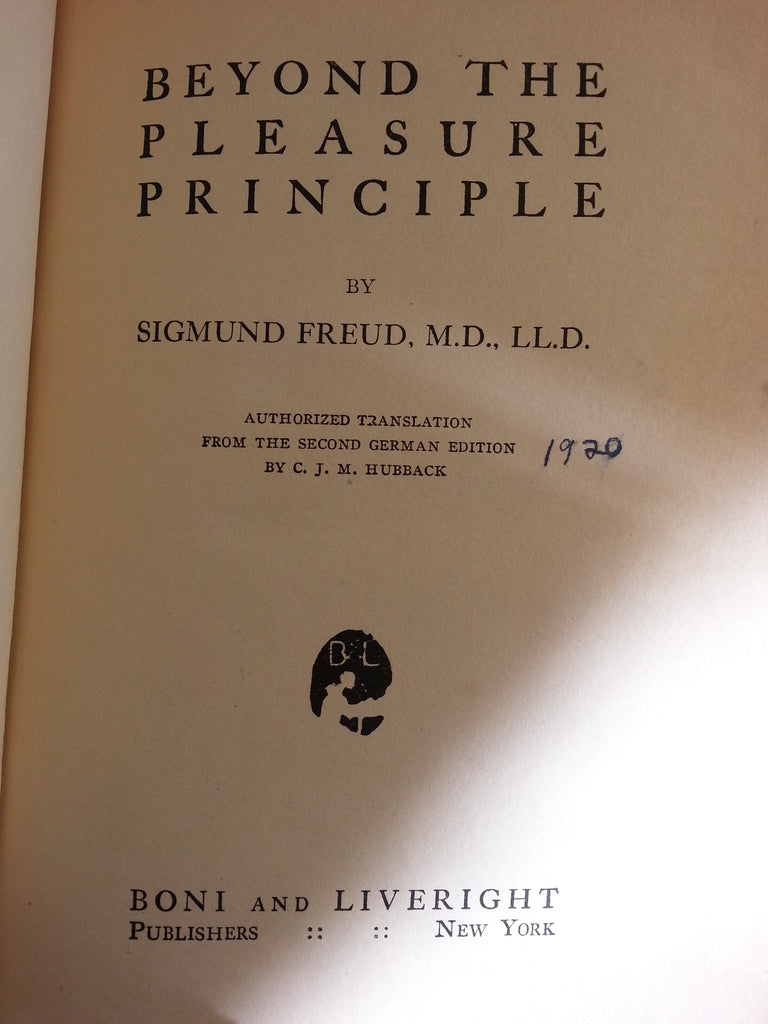 BEYOND THE
PLEASURE
PRINCIPLE
BY
SIGMUND FREUD, M.D., LL.D.
AUTHORIZED TRANSLATION
FROM THE SECOND GERMAN EDITION 1920
BY C. J. M. HUBBACK
B L
BONI AND LIVERIGHT
PUBLISHERS :: :: NEW YORK